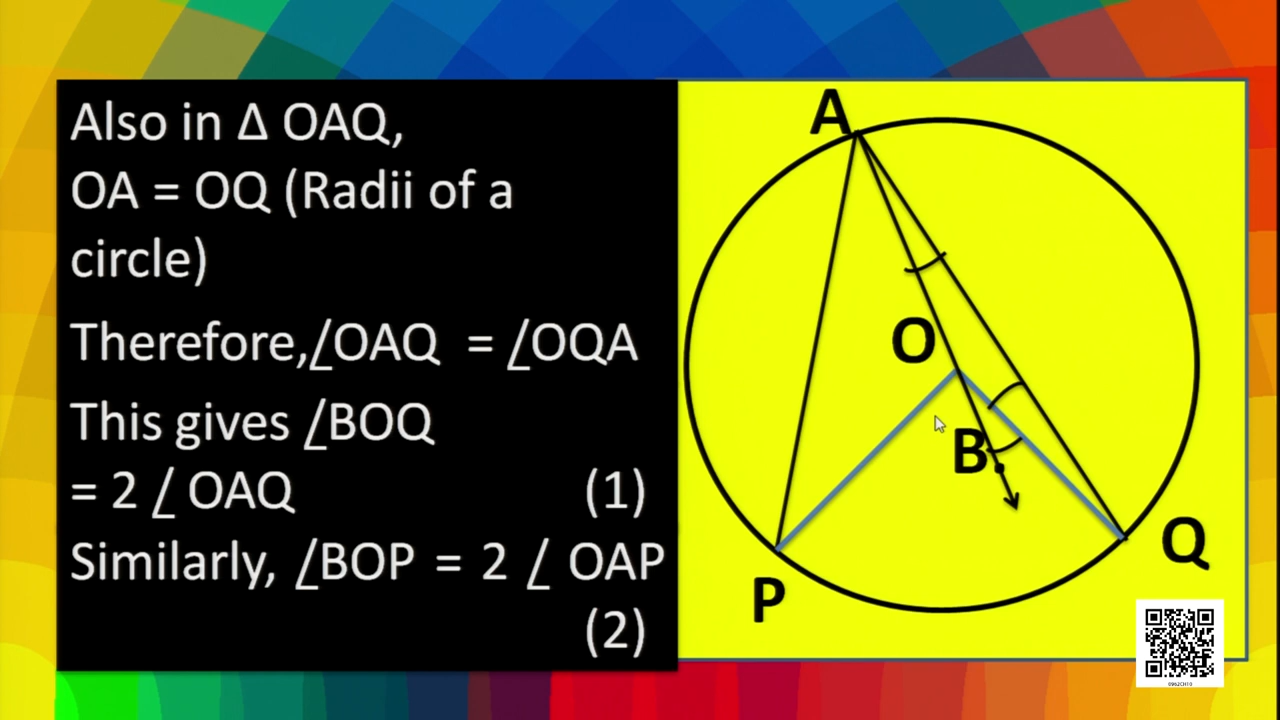 Also in Δ OAQ,
OA = OQ (Radii of a
circle)
Therefore,∠OAQ = ∠OQA
This gives ∠BOQ
= 2 ∠ OAQ (1)
Similarly, ∠BOP = 2 ∠ OAP
(2)
A
O
B
P
Q
0962CH10